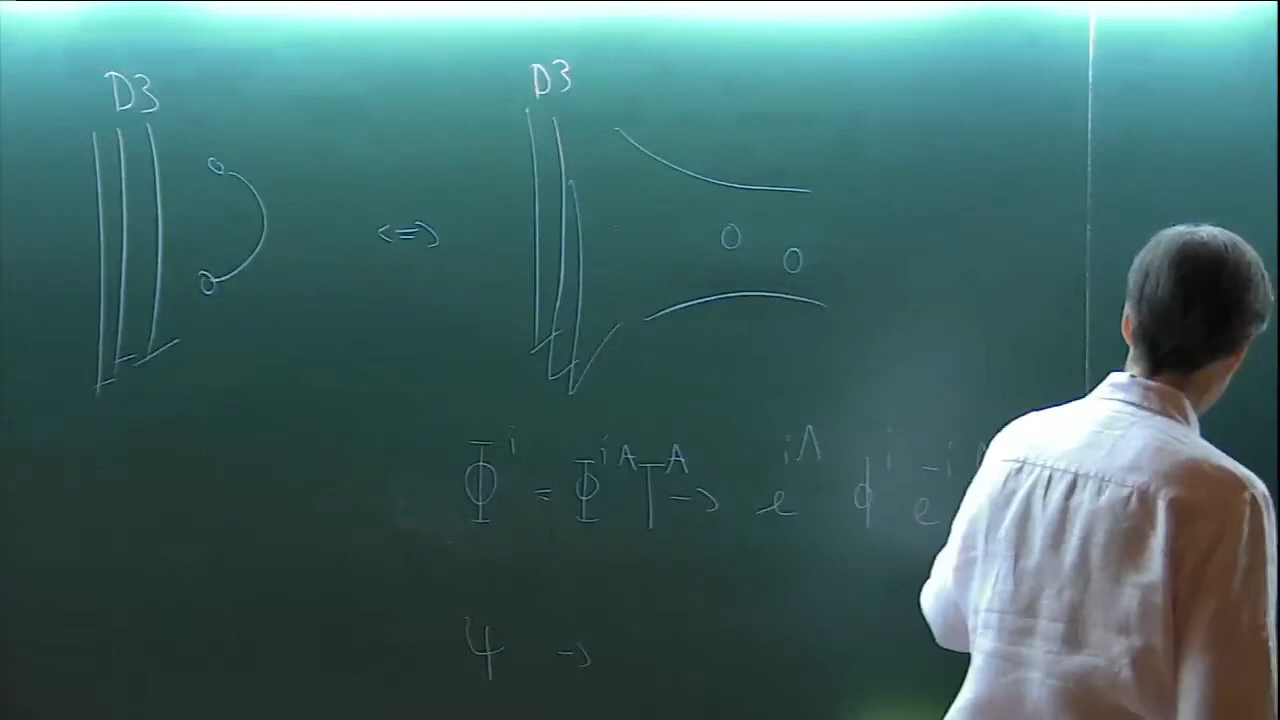 D3
D3
<=>
Φ^i = Φ^{iA} T^A → e^{iΛ} ϕ^i e^{-i
ψ →